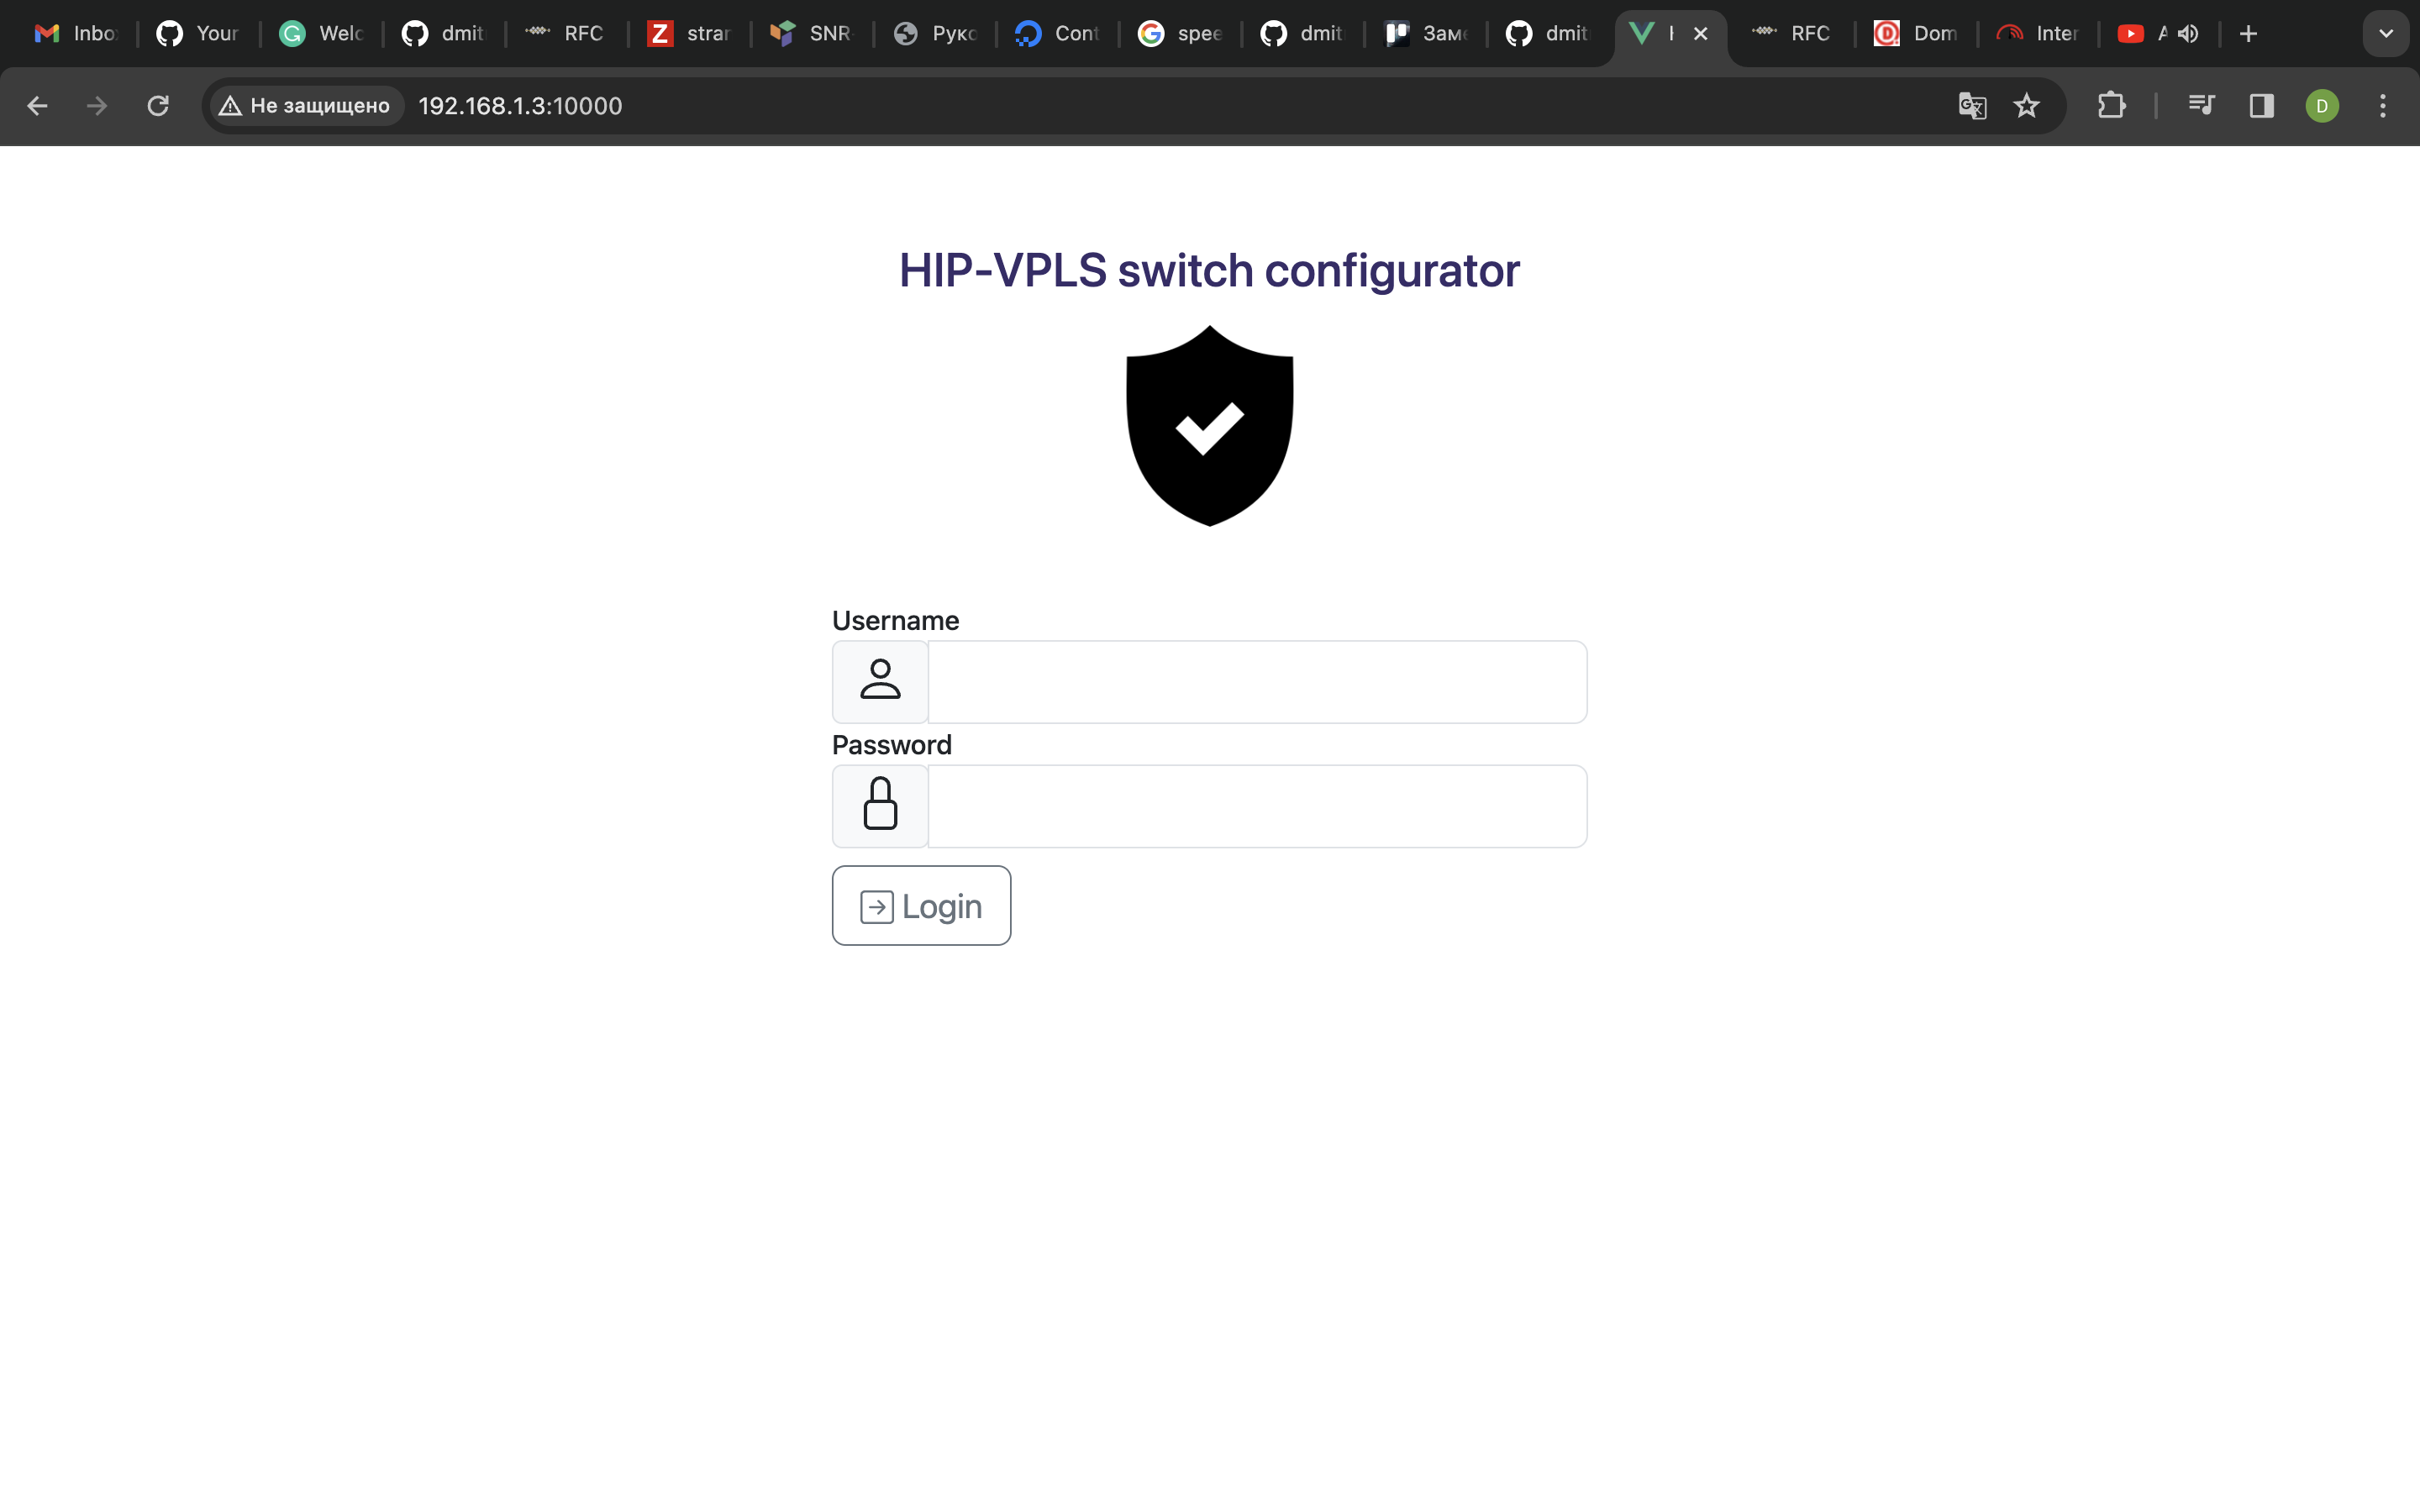 Inbo Your Welc dmit RFC strar SNR- Руко Cont spee dmit Заме dmit RFC Dom Inter
Не защищено 192.168.1.3:10000 D
HIP-VPLS switch configurator
Username
Password
Login